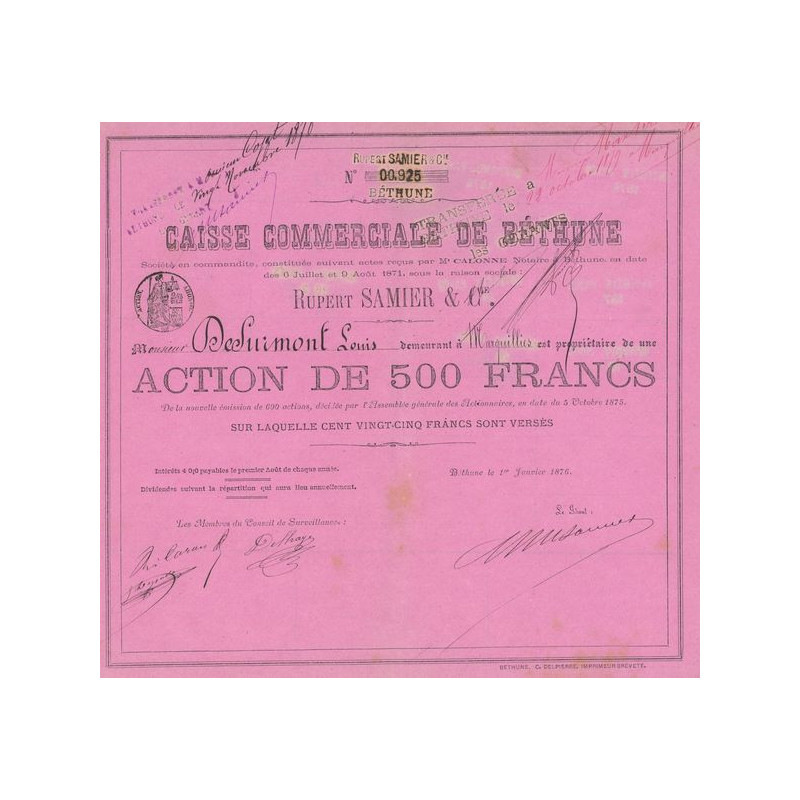 RUPERT SAMIER & Cie
N° 00.925
BÉTHUNE
TRANSFÉRÉE à
LES GÉRANTS
CAISSE COMMERCIALE DE BÉTHUNE
Société en commandite, constituée suivant actes reçus par Me CALONNE Notaire à Béthune, en date
des 6 Juillet et 9 Août 1871, sous la raison sociale :
RUPERT SAMIER & CIE.
Monsieur DeSurmont Louis demeurant à Marquillies est propriétaire de une
ACTION DE 500 FRANCS
De la nouvelle émission de 600 actions, décidée par l'Assemblée générale des Actionnaires, en date du 5 Octobre 1875.
SUR LAQUELLE CENT VINGT-CINQ FRANCS SONT VERSÉS
Intérêts 4 0/0 payables le premier Août de chaque année.
Béthune le 1er Janvier 1876.
Dividendes suivant la répartition qui aura lieu annuellement.
Le Gérant :
Les Membres du Conseil de Surveillance :
BÉTHUNE, C. DELPIERRE, IMPRIMEUR BREVETÉ.